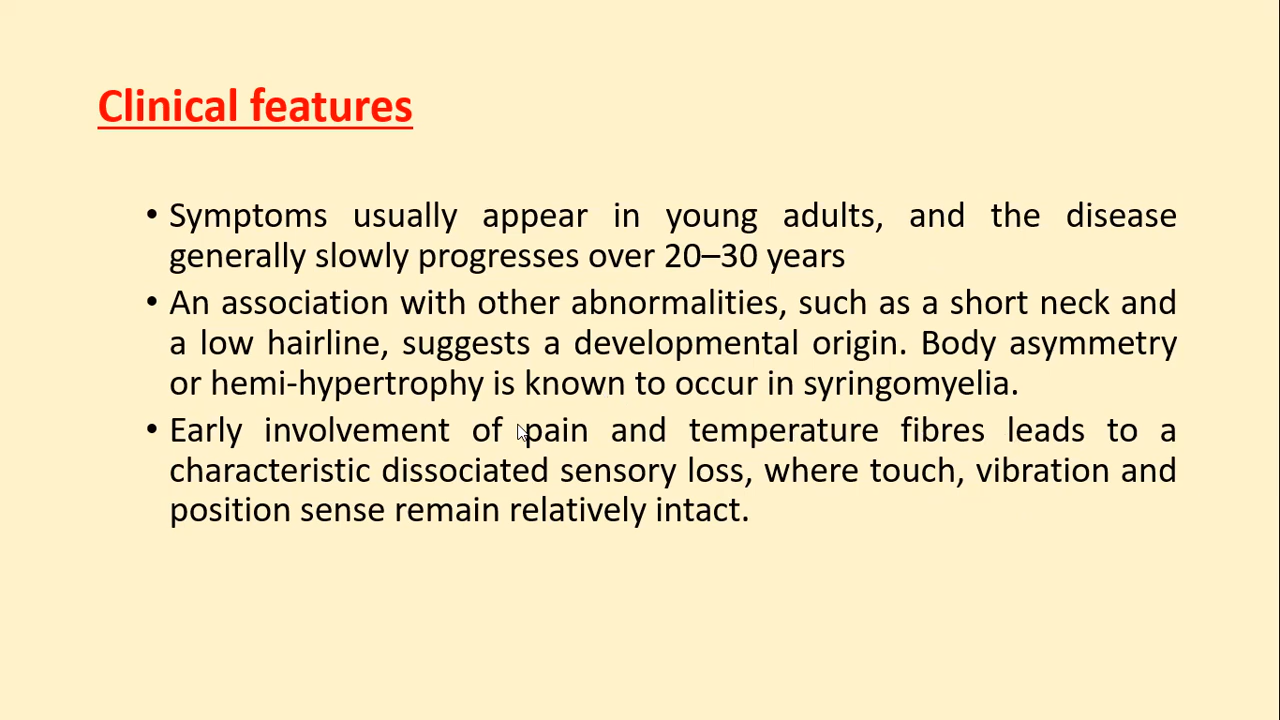 Clinical features
• Symptoms usually appear in young adults, and the disease
generally slowly progresses over 20–30 years
• An association with other abnormalities, such as a short neck and
a low hairline, suggests a developmental origin. Body asymmetry
or hemi-hypertrophy is known to occur in syringomyelia.
• Early involvement of pain and temperature fibres leads to a
characteristic dissociated sensory loss, where touch, vibration and
position sense remain relatively intact.